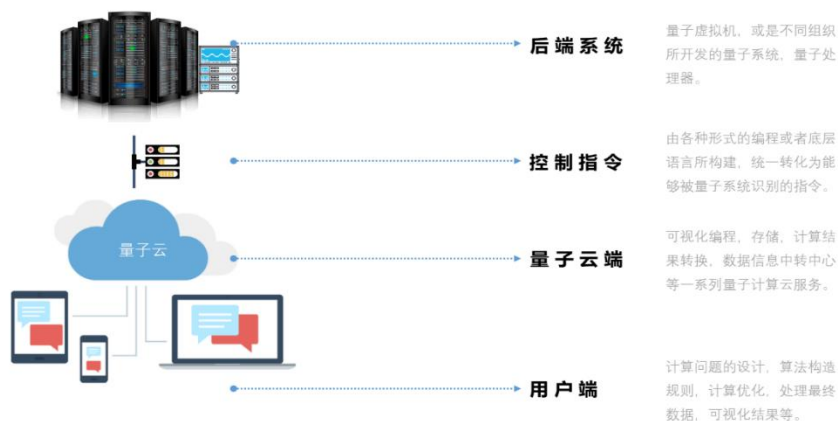 后端系统
量子虚拟机，或是不同组织
所开发的量子系统，量子处
理器。
控制指令
由各种形式的编程或者底层
语言所构建，统一转化为能
够被量子系统识别的指令。
量子云
量子云端
可视化编程，存储，计算结
果转换，数据信息中转中心
等一系列量子计算云服务。
用户端
计算问题的设计，算法构造
规则，计算优化，处理最终
数据，可视化结果等。